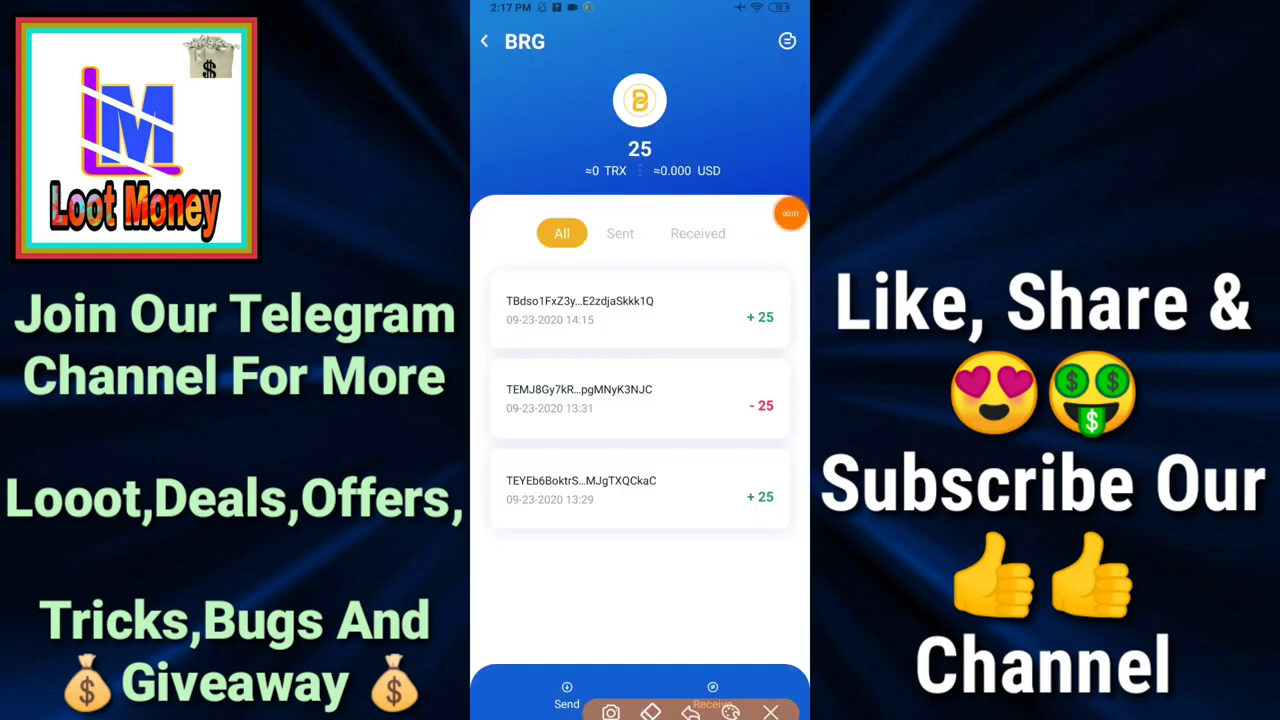 LM
$
Loot Money
Join Our Telegram
Channel For More
Looot,Deals,Offers,
Tricks,Bugs And
Giveaway
2:17 PM
BRG
25
≈0 TRX ≈0.000 USD
00:01
All Sent Received
TBdso1FxZ3y...E2zdjaSkkk1Q
09-23-2020 14:15
+ 25
TEMJ8Gy7kR...pgMNyK3NJC
09-23-2020 13:31
- 25
TEYEb6BoktrS...MJgTXQCkaC
09-23-2020 13:29
+ 25
Send Receive
Like, Share &
Subscribe Our
Channel